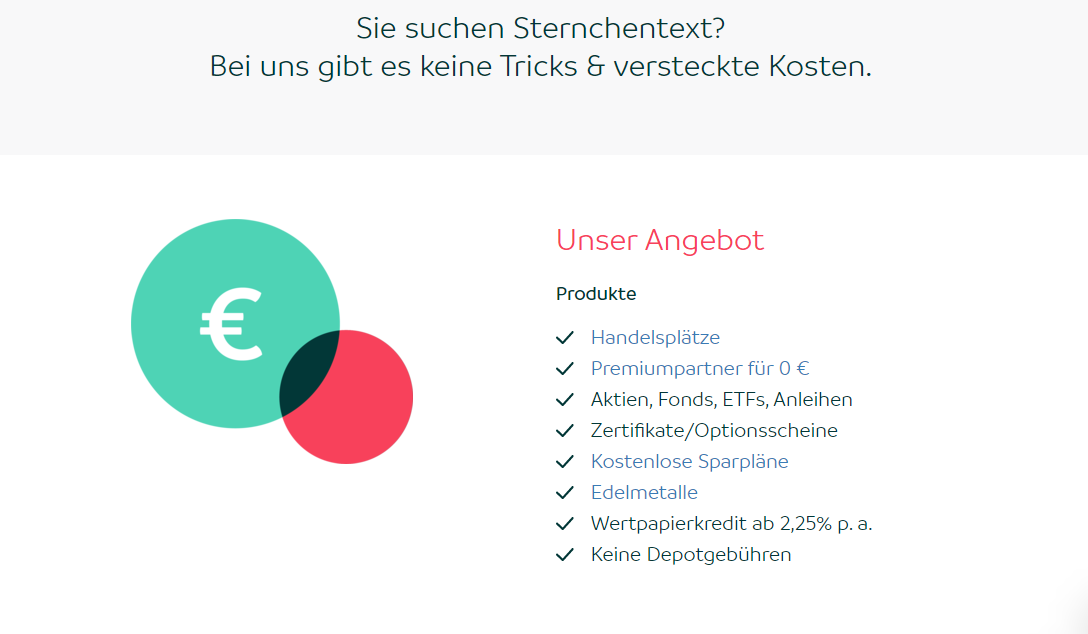 Sie suchen Sternchentext?
Bei uns gibt es keine Tricks & versteckte Kosten.
€
Unser Angebot
Produkte
Handelsplätze
Premiumpartner für 0 €
Aktien, Fonds, ETFs, Anleihen
Zertifikate/Optionsscheine
Kostenlose Sparpläne
Edelmetalle
Wertpapierkredit ab 2,25% p. a.
Keine Depotgebühren